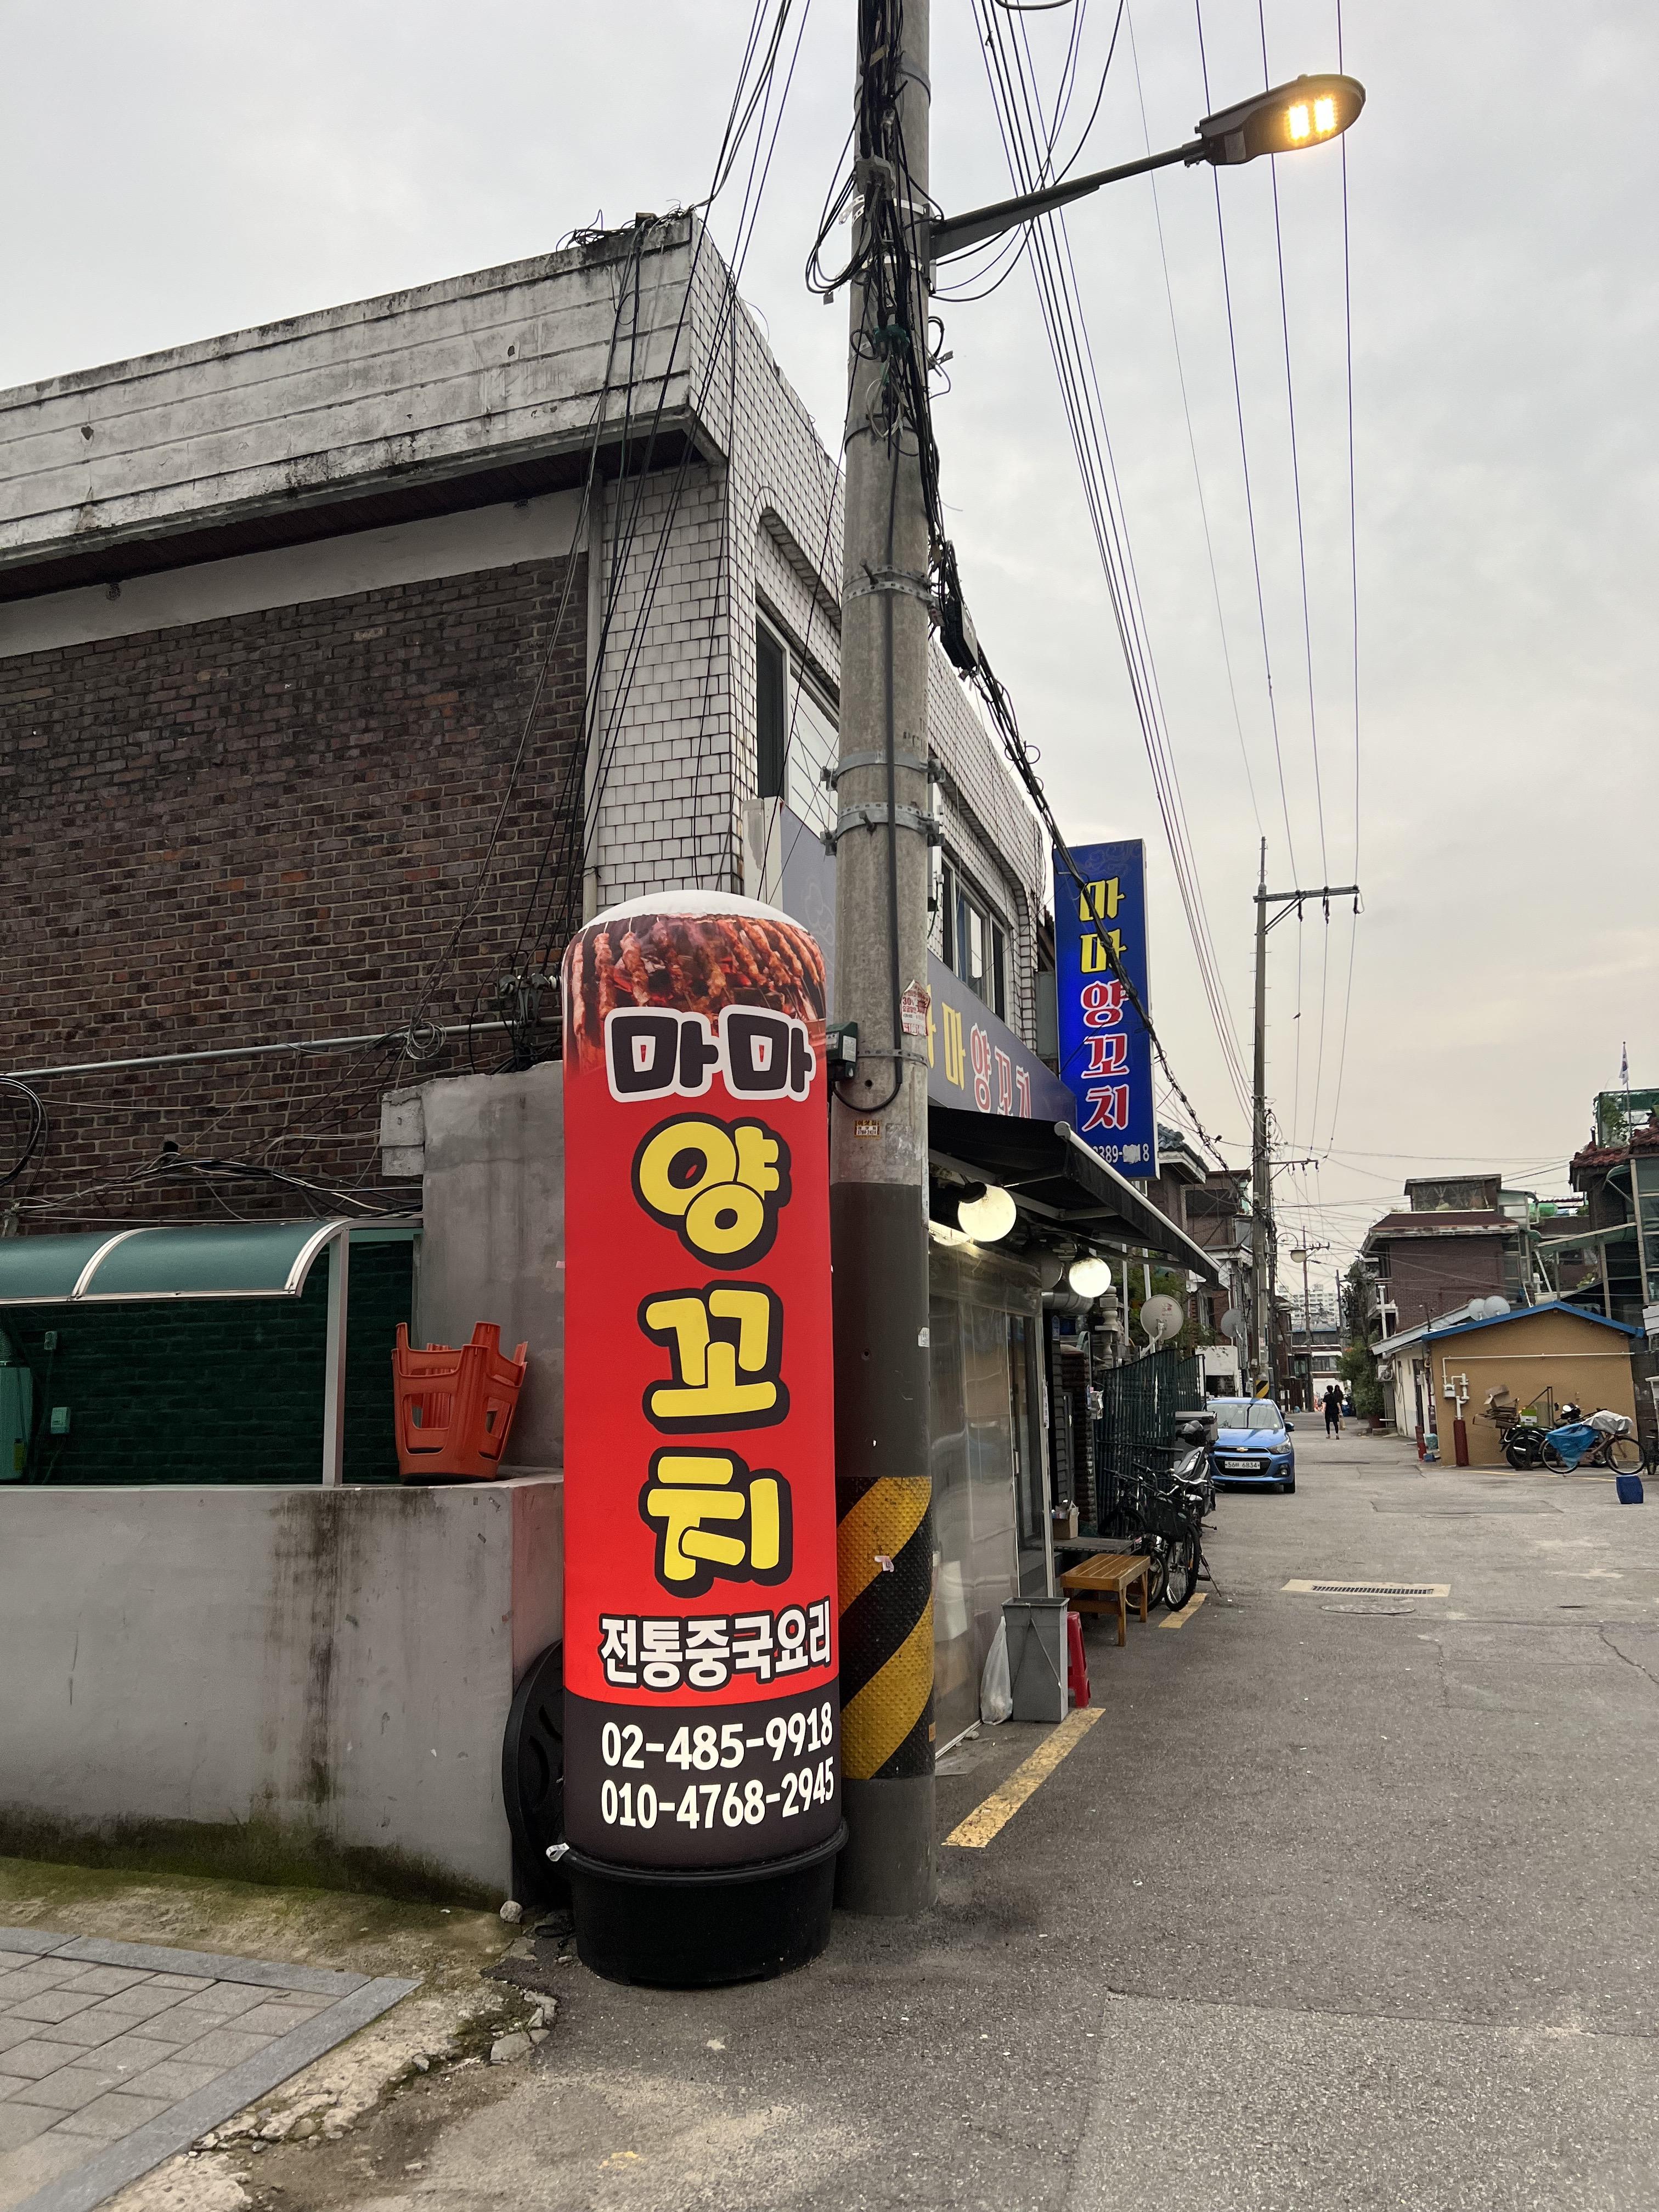 마마
양
꼬
치
전통중국요리
02-485-9918
010-4768-2945
마
마
양
꼬
치
마 양꼬치